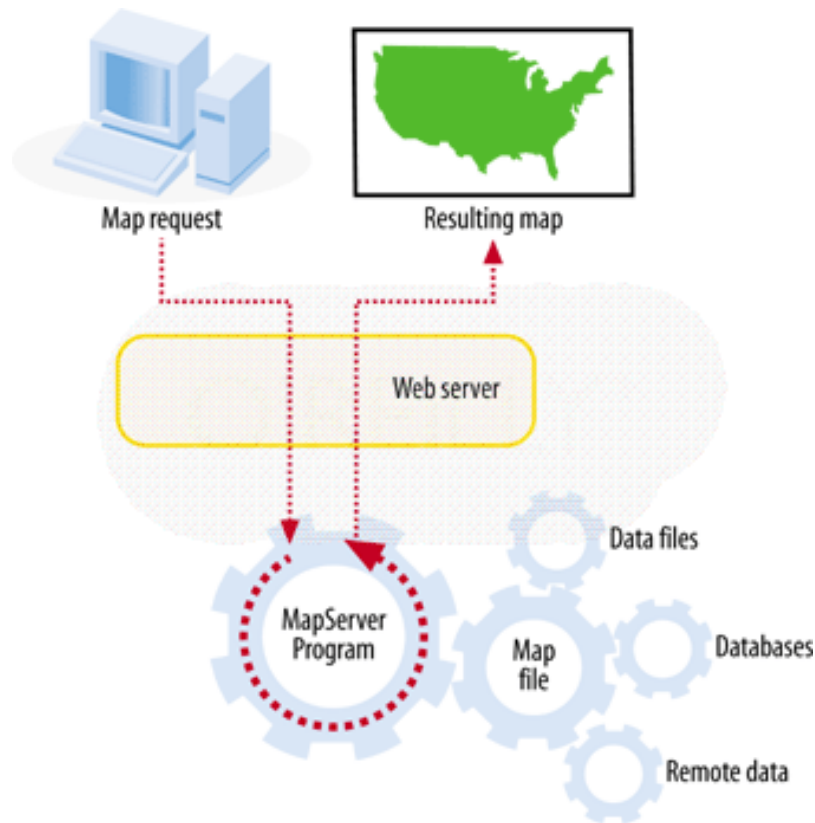 Map request
Resulting map
Web server
MapServer
Program
Map
file
Data files
Databases
Remote data